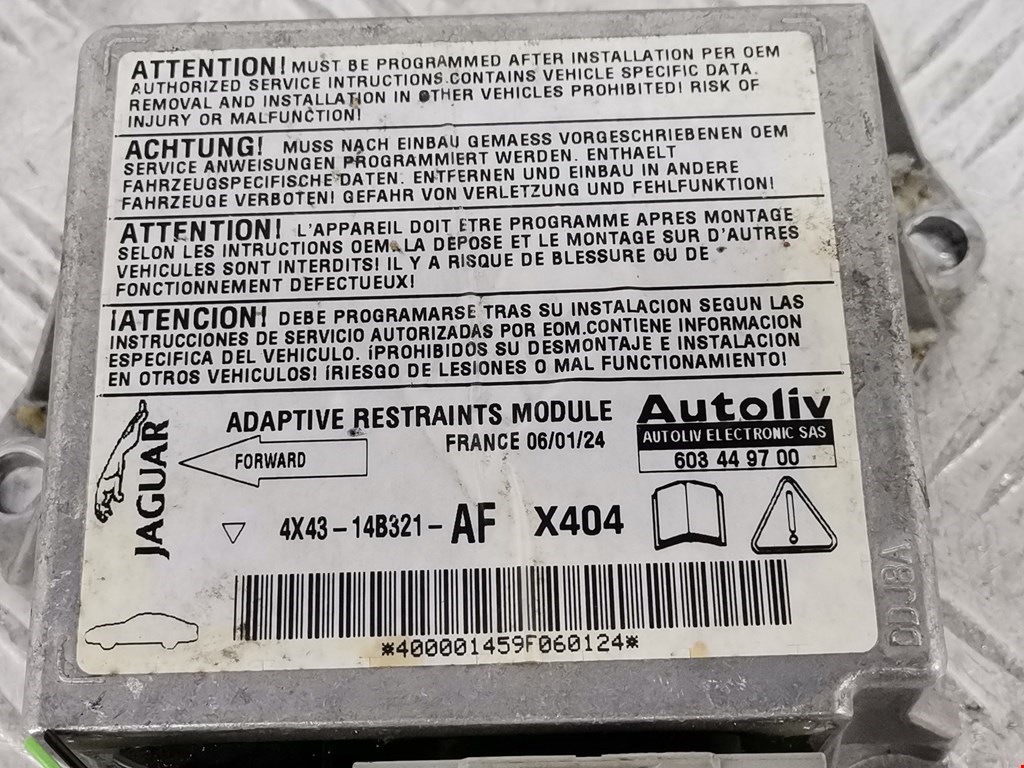 ATTENTION! MUST BE PROGRAMMED AFTER INSTALLATION PER OEM
AUTHORIZED SERVICE INTRUCTIONS.CONTAINS VEHICLE SPECIFIC DATA.
REMOVAL AND INSTALLATION IN OTHER VEHICLES PROHIBITED! RISK OF
INJURY OR MALFUNCTION!
ACHTUNG! MUSS NACH EINBAU GEMAESS VORGESCHRIEBENEN OEM
SERVICE ANWEISUNGEN PROGRAMMIERT WERDEN. ENTHAELT
FAHRZEUGSPEZIFISCHE DATEN. ENTFERNEN UND EINBAU IN ANDERE
FAHRZEUGE VERBOTEN! GEFAHR VON VERLETZUNG UND FEHLFUNKTION!
ATTENTION! L'APPAREIL DOIT ETRE PROGRAMME APRES MONTAGE
SELON LES INTRUCTIONS OEM. LA DEPOSE ET LE MONTAGE SUR D'AUTRES
VEHICULES SONT INTERDITS! IL Y A RISQUE DE BLESSURE OU DE
FONCTIONNEMENT DEFECTUEUX!
¡ATENCION! DEBE PROGRAMARSE TRAS SU INSTALACION SEGUN LAS
INSTRUCCIONES DE SERVICIO AUTORIZADAS POR EOM.CONTIENE INFORMACION
ESPECIFICA DEL VEHICULO. ¡PROHIBIDOS SU DESMONTAJE E INSTALACION
EN OTROS VEHICULOS! ¡RIESGO DE LESIONES O MAL FUNCTIONAMIENTO!
JAGUAR
ADAPTIVE RESTRAINTS MODULE
FRANCE 06/01/24
FORWARD
Autoliv
AUTOLIV ELECTRONIC SAS
603 44 97 00
4X43-14B321-AF X404
*400001459F060124*